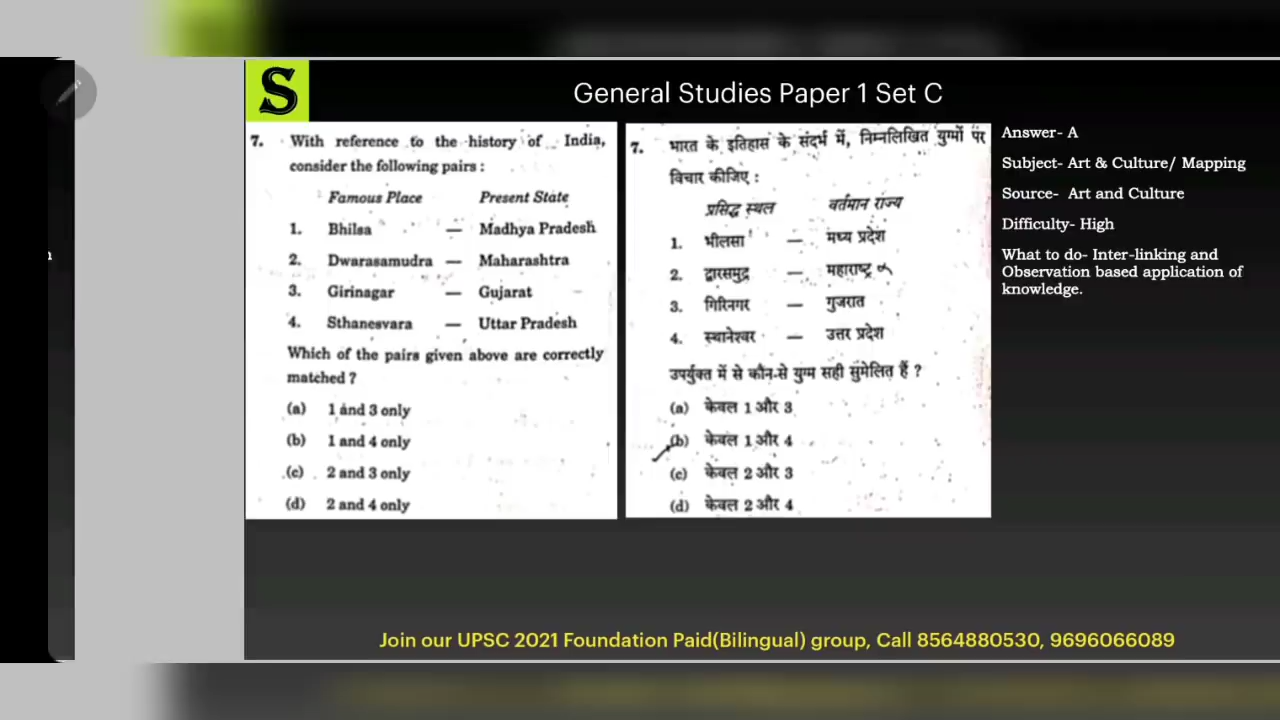 S
General Studies Paper 1 Set C
7. With reference to the history of India,
consider the following pairs :
Famous Place Present State
1. Bhilsa — Madhya Pradesh
2. Dwarasamudra — Maharashtra
3. Girinagar — Gujarat
4. Sthanesvara — Uttar Pradesh
Which of the pairs given above are correctly
matched ?
(a) 1 and 3 only
(b) 1 and 4 only
(c) 2 and 3 only
(d) 2 and 4 only
7. भारत के इतिहास के संदर्भ में, निम्नलिखित युग्मों पर
विचार कीजिए :
प्रसिद्ध स्थल वर्तमान राज्य
1. भीलसा — मध्य प्रदेश
2. द्वारसमुद्र — महाराष्ट्र
3. गिरिनगर — गुजरात
4. स्थानेश्वर — उत्तर प्रदेश
उपर्युक्त में से कौन-से युग्म सही सुमेलित हैं ?
(a) केवल 1 और 3
(b) केवल 1 और 4
(c) केवल 2 और 3
(d) केवल 2 और 4
Answer- A
Subject- Art & Culture/ Mapping
Source- Art and Culture
Difficulty- High
What to do- Inter-linking and
Observation based application of
knowledge.
Join our UPSC 2021 Foundation Paid(Bilingual) group, Call 8564880530, 9696066089